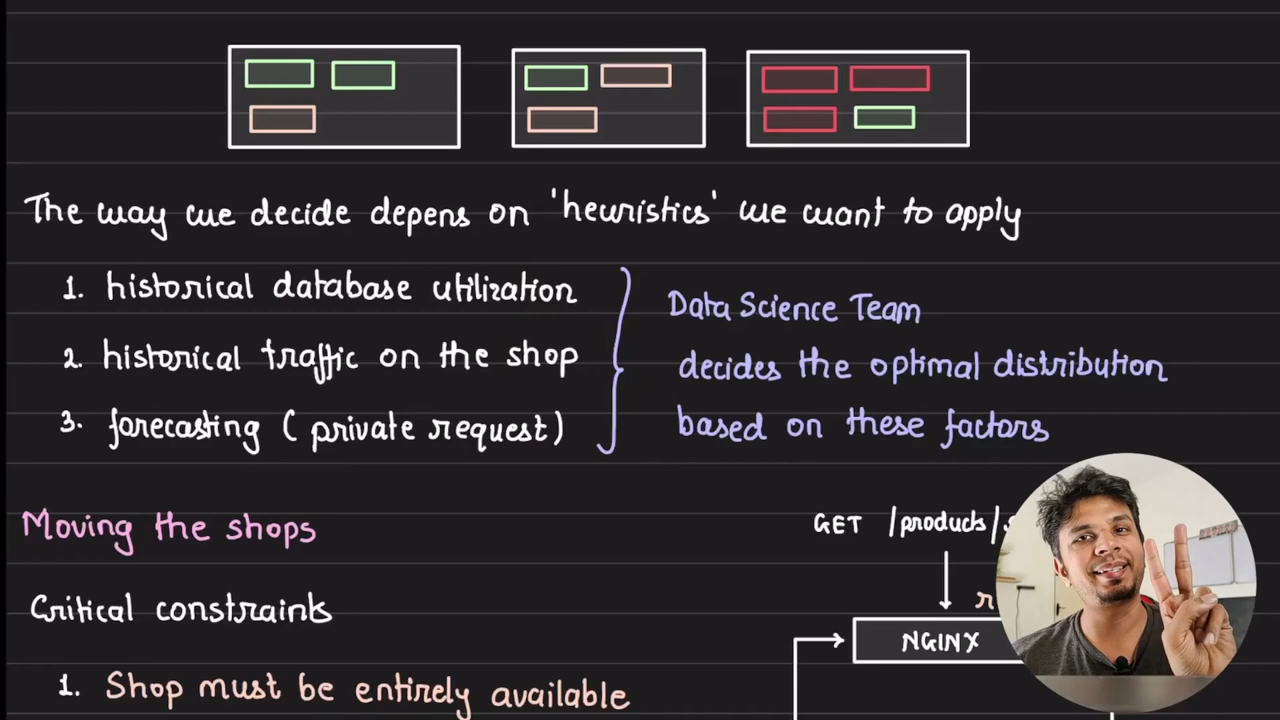 The way we decide depens on 'heuristics' we want to apply
1. historical database utilization
2. historical traffic on the shop
3. forecasting ( private request)
Data Science Team
decides the optimal distribution
based on these factors
Moving the shops
GET /products/
Critical constraints
NGINX
1. Shop must be entirely available